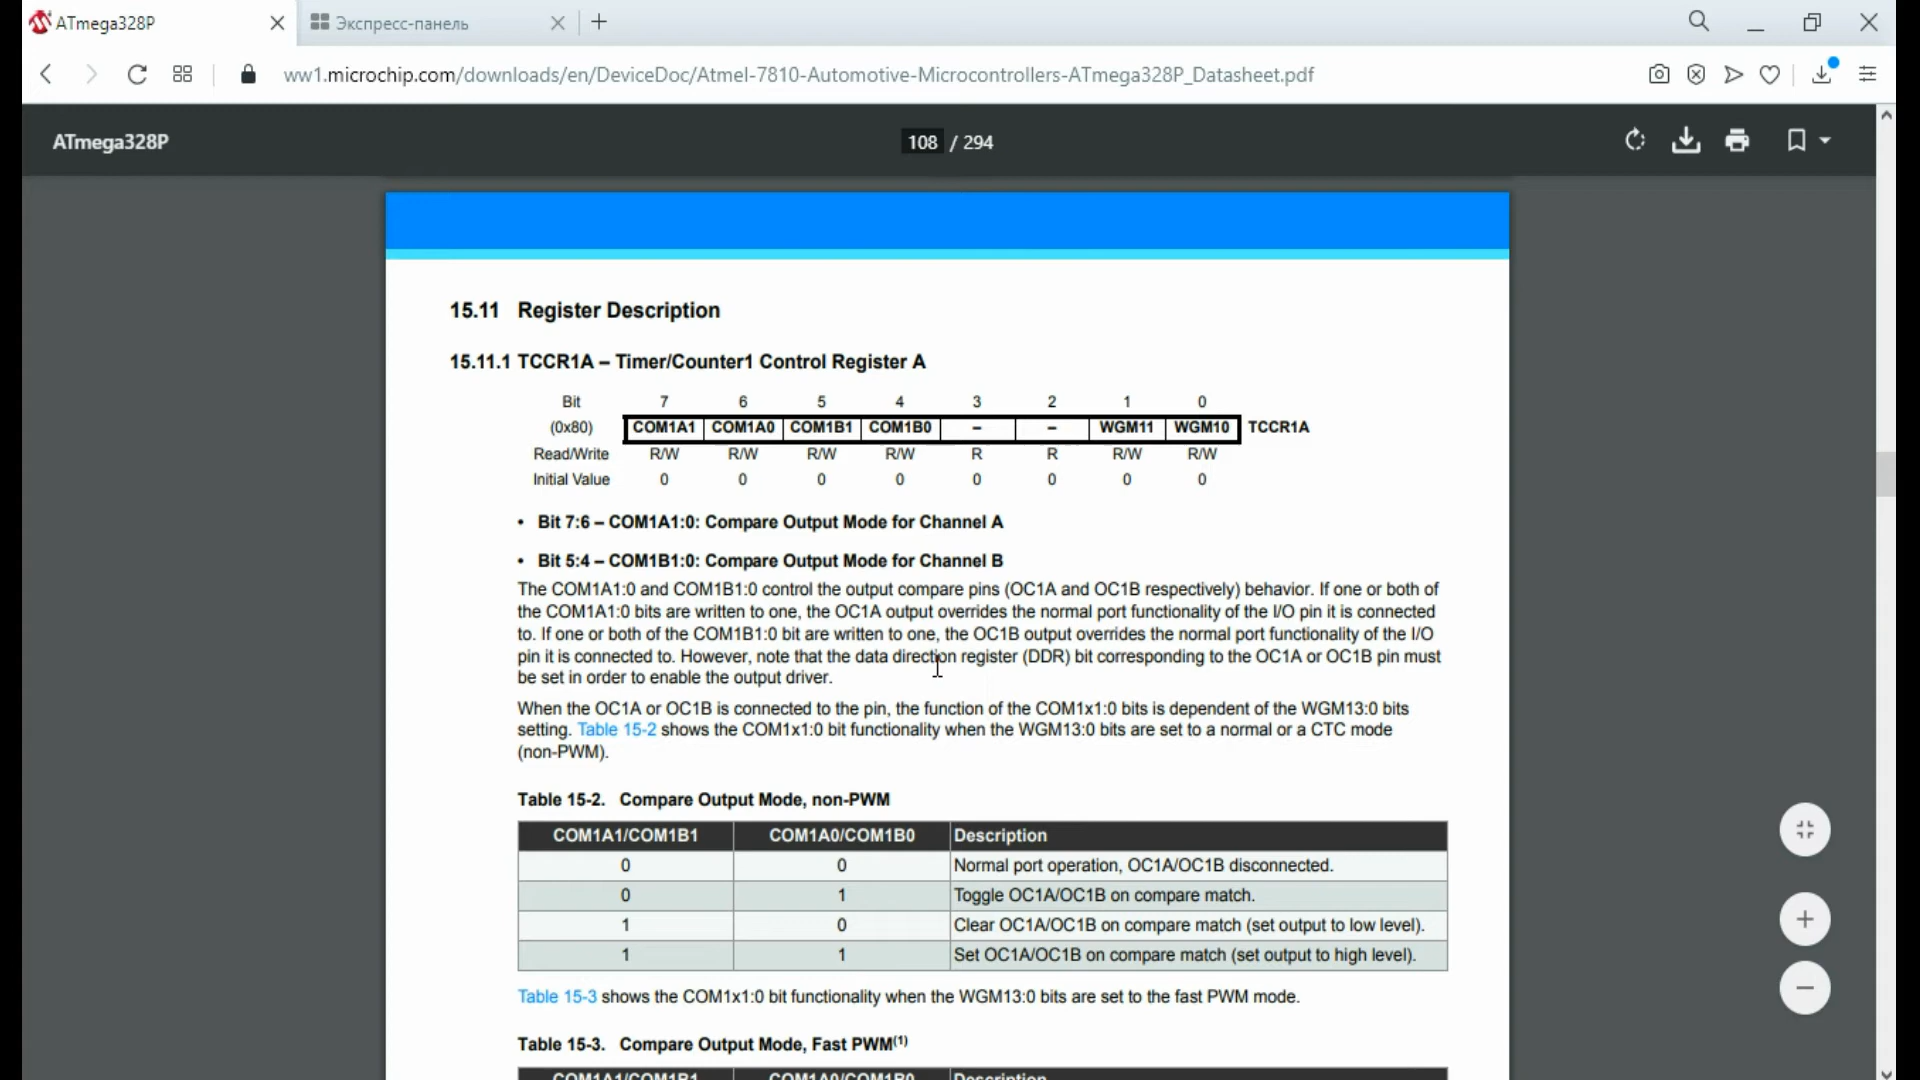 ATmega328P
Экспресс-панель
ww1.microchip.com/downloads/en/DeviceDoc/Atmel-7810-Automotive-Microcontrollers-ATmega328P_Datasheet.pdf
ATmega328P
108 / 294
15.11 Register Description
15.11.1 TCCR1A – Timer/Counter1 Control Register A
Bit 7 6 5 4 3 2 1 0
(0x80) COM1A1 COM1A0 COM1B1 COM1B0 – – WGM11 WGM10 TCCR1A
Read/Write R/W R/W R/W R/W R R R/W R/W
Initial Value 0 0 0 0 0 0 0 0
• Bit 7:6 – COM1A1:0: Compare Output Mode for Channel A
• Bit 5:4 – COM1B1:0: Compare Output Mode for Channel B
The COM1A1:0 and COM1B1:0 control the output compare pins (OC1A and OC1B respectively) behavior. If one or both of
the COM1A1:0 bits are written to one, the OC1A output overrides the normal port functionality of the I/O pin it is connected
to. If one or both of the COM1B1:0 bit are written to one, the OC1B output overrides the normal port functionality of the I/O
pin it is connected to. However, note that the data direction register (DDR) bit corresponding to the OC1A or OC1B pin must
be set in order to enable the output driver.
When the OC1A or OC1B is connected to the pin, the function of the COM1x1:0 bits is dependent of the WGM13:0 bits
setting. Table 15-2 shows the COM1x1:0 bit functionality when the WGM13:0 bits are set to a normal or a CTC mode
(non-PWM).
Table 15-2. Compare Output Mode, non-PWM
COM1A1/COM1B1 COM1A0/COM1B0 Description
0 0 Normal port operation, OC1A/OC1B disconnected.
0 1 Toggle OC1A/OC1B on compare match.
1 0 Clear OC1A/OC1B on compare match (set output to low level).
1 1 Set OC1A/OC1B on compare match (set output to high level).
Table 15-3 shows the COM1x1:0 bit functionality when the WGM13:0 bits are set to the fast PWM mode.
Table 15-3. Compare Output Mode, Fast PWM(1)
COM1A1/COM1B1 COM1A0/COM1B0 Description